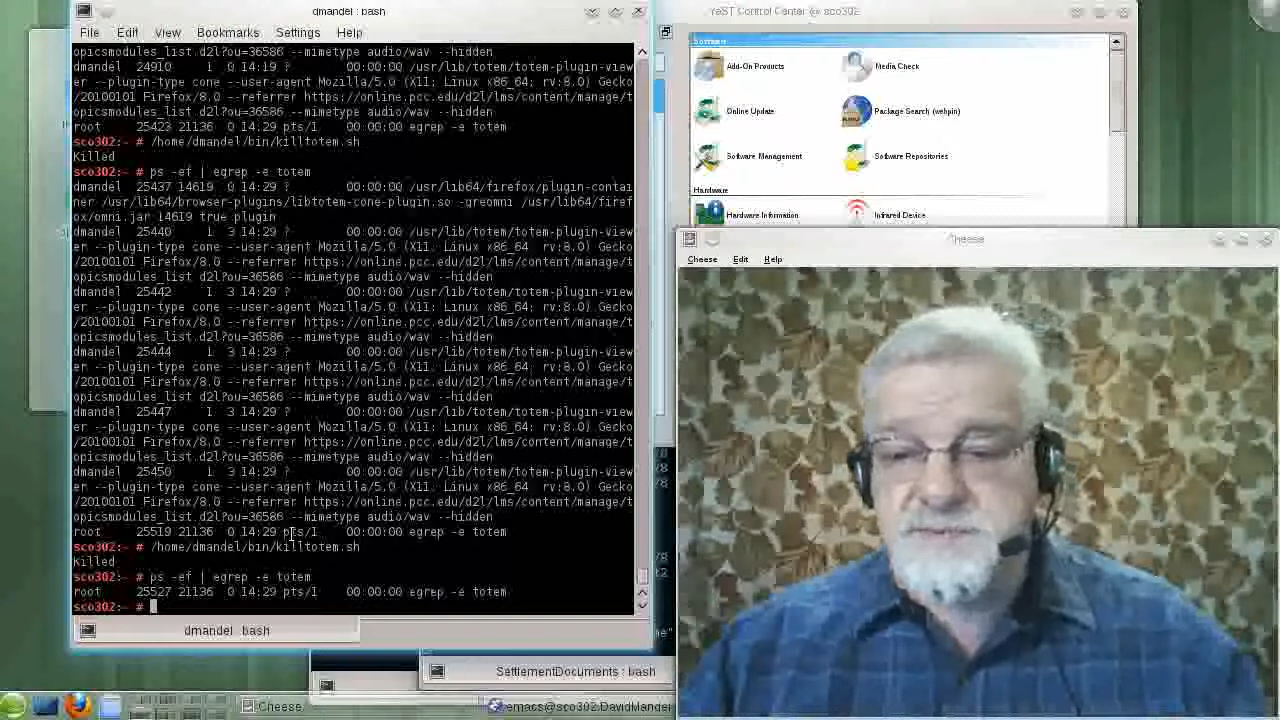 dmandel : bash
File Edit View Bookmarks Settings Help
opicsmodules_list.d2l?ou=36586 --mimetype audio/wav --hidden
dmandel 24910 1 0 14:19 ? 00:00:00 /usr/lib/totem/totem-plugin-view
er --plugin-type cone --user-agent Mozilla/5.0 (X11; Linux x86_64; rv:8.0) Gecko
/20100101 Firefox/8.0 --referrer https://online.pcc.edu/d2l/lms/content/manage/t
opicsmodules_list.d2l?ou=36586 --mimetype audio/wav --hidden
root 25423 21136 0 14:29 pts/1 00:00:00 egrep -e totem
sco302:~ # /home/dmandel/bin/killtotem.sh
Killed
sco302:~ # ps -ef | egrep -e totem
dmandel 25437 14619 0 14:29 ? 00:00:00 /usr/lib64/firefox/plugin-contai
ner /usr/lib64/browser-plugins/libtotem-cone-plugin.so -greomni /usr/lib64/firef
ox/omni.jar 14619 true plugin
dmandel 25440 1 3 14:29 ? 00:00:00 /usr/lib/totem/totem-plugin-view
er --plugin-type cone --user-agent Mozilla/5.0 (X11; Linux x86_64; rv:8.0) Gecko
/20100101 Firefox/8.0 --referrer https://online.pcc.edu/d2l/lms/content/manage/t
opicsmodules_list.d2l?ou=36586 --mimetype audio/wav --hidden
dmandel 25442 1 3 14:29 ? 00:00:00 /usr/lib/totem/totem-plugin-view
er --plugin-type cone --user-agent Mozilla/5.0 (X11; Linux x86_64; rv:8.0) Gecko
/20100101 Firefox/8.0 --referrer https://online.pcc.edu/d2l/lms/content/manage/t
opicsmodules_list.d2l?ou=36586 --mimetype audio/wav --hidden
dmandel 25444 1 3 14:29 ? 00:00:00 /usr/lib/totem/totem-plugin-view
er --plugin-type cone --user-agent Mozilla/5.0 (X11; Linux x86_64; rv:8.0) Gecko
/20100101 Firefox/8.0 --referrer https://online.pcc.edu/d2l/lms/content/manage/t
opicsmodules_list.d2l?ou=36586 --mimetype audio/wav --hidden
dmandel 25447 1 3 14:29 ? 00:00:00 /usr/lib/totem/totem-plugin-view
er --plugin-type cone --user-agent Mozilla/5.0 (X11; Linux x86_64; rv:8.0) Gecko
/20100101 Firefox/8.0 --referrer https://online.pcc.edu/d2l/lms/content/manage/t
opicsmodules_list.d2l?ou=36586 --mimetype audio/wav --hidden
dmandel 25450 1 3 14:29 ? 00:00:00 /usr/lib/totem/totem-plugin-view
er --plugin-type cone --user-agent Mozilla/5.0 (X11; Linux x86_64; rv:8.0) Gecko
/20100101 Firefox/8.0 --referrer https://online.pcc.edu/d2l/lms/content/manage/t
opicsmodules_list.d2l?ou=36586 --mimetype audio/wav --hidden
root 25519 21136 0 14:29 pts/1 00:00:00 egrep -e totem
sco302:~ # /home/dmandel/bin/killtotem.sh
Killed
sco302:~ # ps -ef | egrep -e totem
root 25527 21136 0 14:29 pts/1 00:00:00 egrep -e totem
sco302:~ #
dmandel : bash
YaST Control Center @ sco302
Software
Add-On Products Media Check
Online Update Package Search (webpin)
Software Management Software Repositories
Hardware
Hardware Information Infrared Device
Cheese
Cheese Edit Help
SettlementDocuments : bash
Cheese
emacs@sco302.DavidMandel